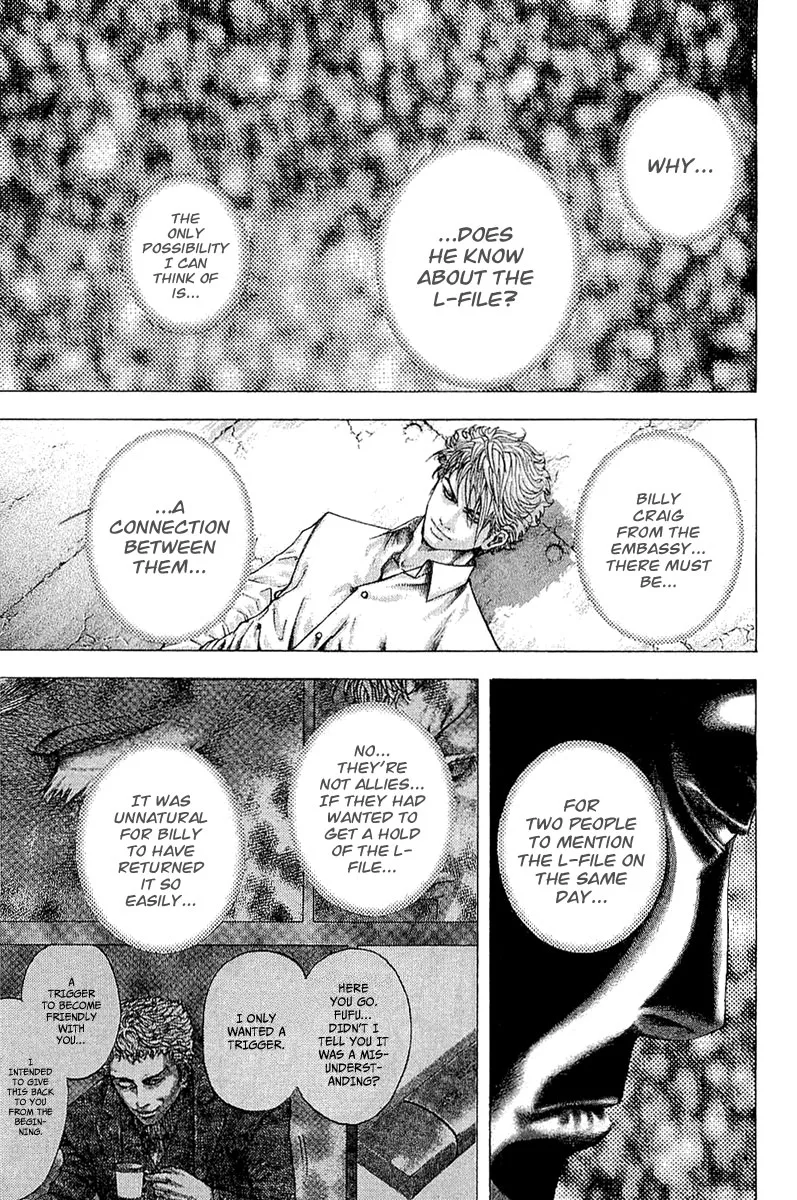 WHY...
...DOES
HE KNOW
ABOUT THE
L-FILE?
THE
ONLY
POSSIBILITY
I CAN
THINK OF
IS...
BILLY
CRAIG
FROM THE
EMBASSY...
THERE MUST
BE...
...A
CONNECTION
BETWEEN
THEM...
FOR
TWO PEOPLE
TO MENTION
THE L-FILE ON
THE SAME
DAY...
NO...
THEY'RE
NOT ALLIES...
IF THEY HAD
WANTED TO
GET A HOLD
OF THE L-
FILE...
IT WAS
UNNATURAL
FOR BILLY
TO HAVE
RETURNED
IT SO
EASILY...
HERE
YOU GO.
FUFU...
DIDN'T I
TELL YOU IT
WAS A MIS-
UNDERST-
ANDING?
I ONLY
WANTED A
TRIGGER.
A
TRIGGER
TO BECOME
FRIENDLY
WITH
YOU...
I
INTENDED
TO GIVE
THIS BACK
TO YOU
FROM THE
BEGIN-
NING.